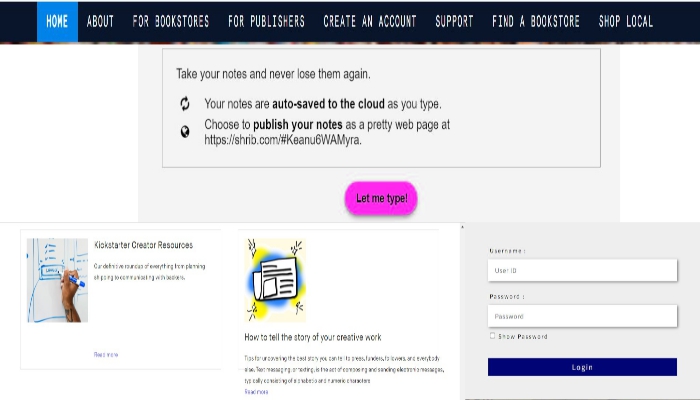 HOME ABOUT FOR BOOKSTORES FOR PUBLISHERS CREATE AN ACCOUNT SUPPORT FIND A BOOKSTORE SHOP LOCAL
Take your notes and never lose them again.
Your notes are auto-saved to the cloud as you type.
Choose to publish your notes as a pretty web page at
https://shrib.com/#Keanu6WAMyra.
Let me type!
Kickstarter Creator Resources
Our definitive roundup of everything from planning
shipping to communicating with backers.
Read more
How to tell the story of your creative work
Tips for uncovering the best story you can tell to press, funders, followers, and everybody
else. Text messaging, or texting, is the act of composing and sending electronic messages,
typically consisting of alphabetic and numeric characters
Read more
Username :
User ID
Password :
Password
Show Password
Login